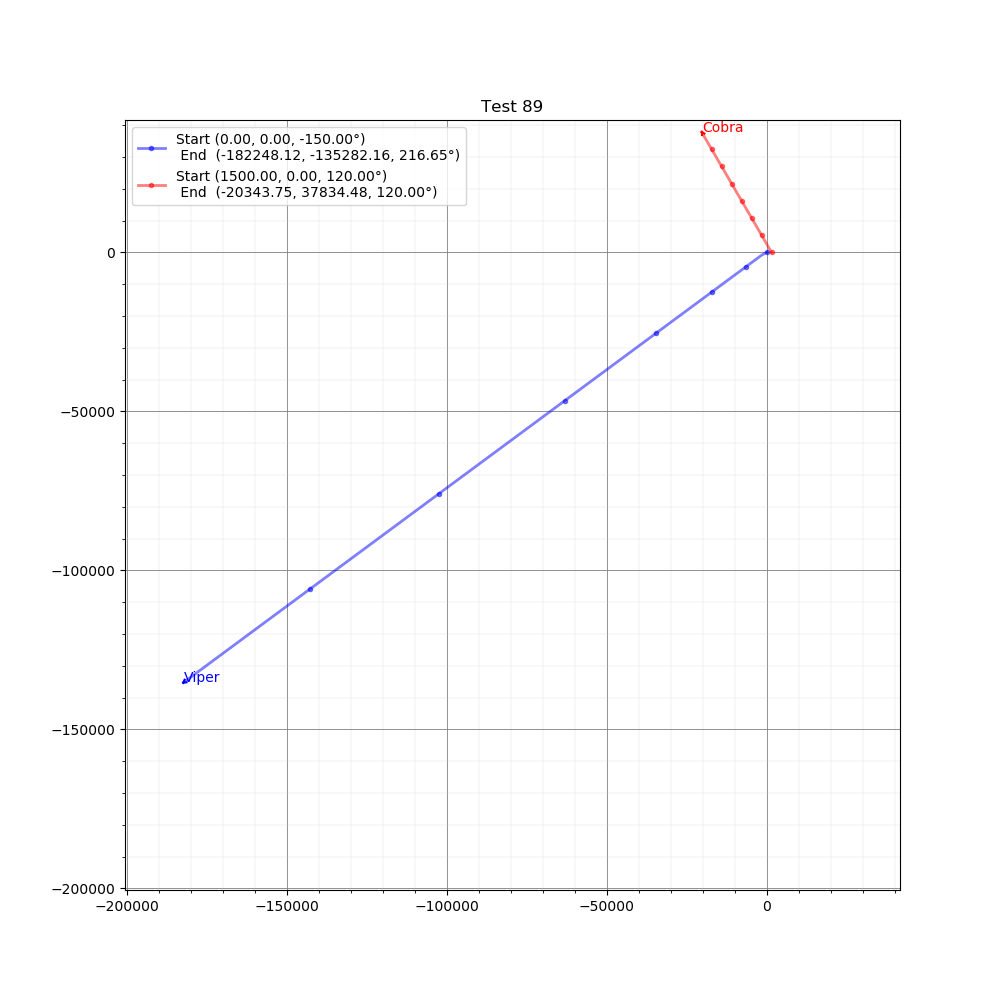 Test 89
Start (0.00, 0.00, -150.00°)
End (-182248.12, -135282.16, 216.65°)
Start (1500.00, 0.00, 120.00°)
End (-20343.75, 37834.48, 120.00°)
Cobra
Viper
0
−50000
−100000
−150000
−200000
−200000 −150000 −100000 −50000 0